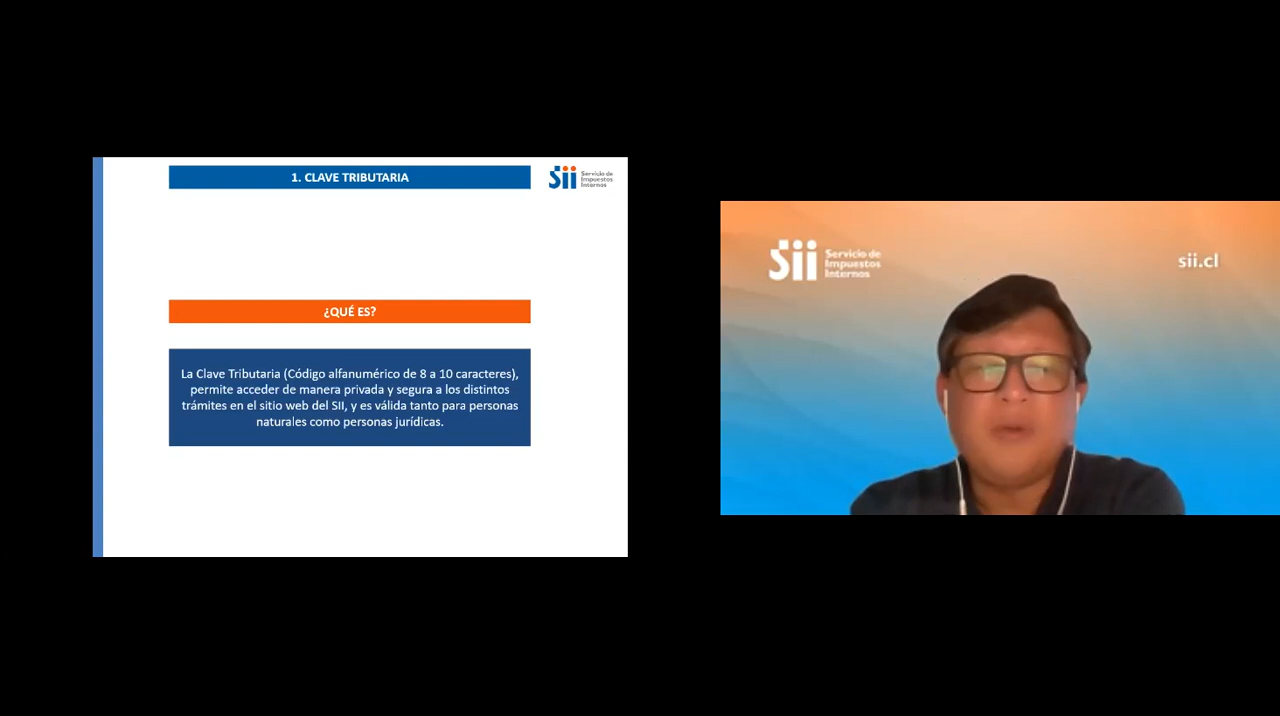 1. CLAVE TRIBUTARIA
Sii Servicio de
Impuestos
Internos
¿QUÉ ES?
La Clave Tributaria (Código alfanumérico de 8 a 10 caracteres),
permite acceder de manera privada y segura a los distintos
trámites en el sitio web del SII, y es válida tanto para personas
naturales como personas jurídicas.
Sii Servicio de
Impuestos
Internos
sii.cl